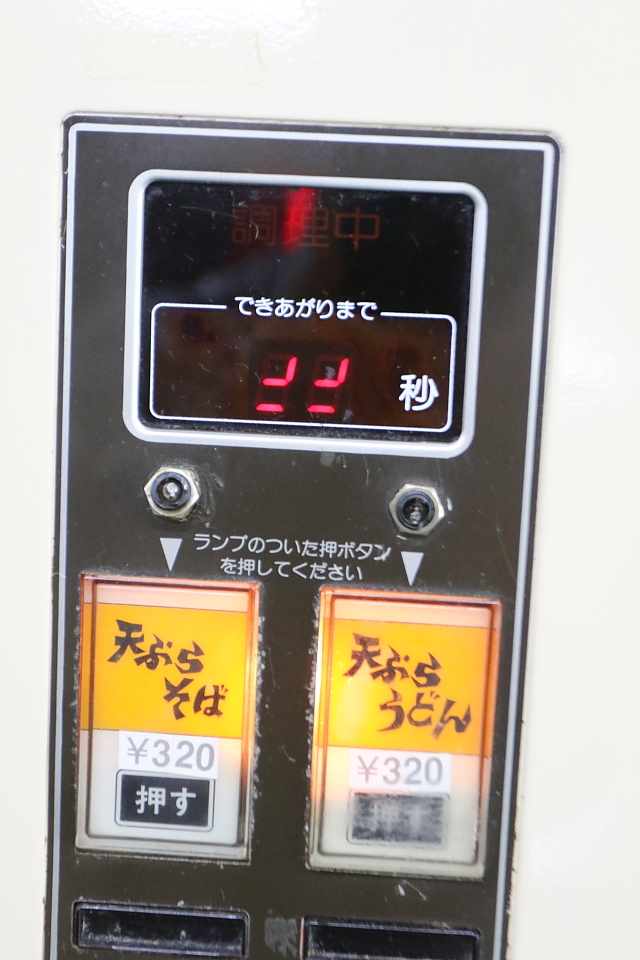 調理中
できあがりまで
秒
ランプのついた押ボタン
を押してください
天ぷら
そば
¥320
押す
天ぷら
うどん
¥320